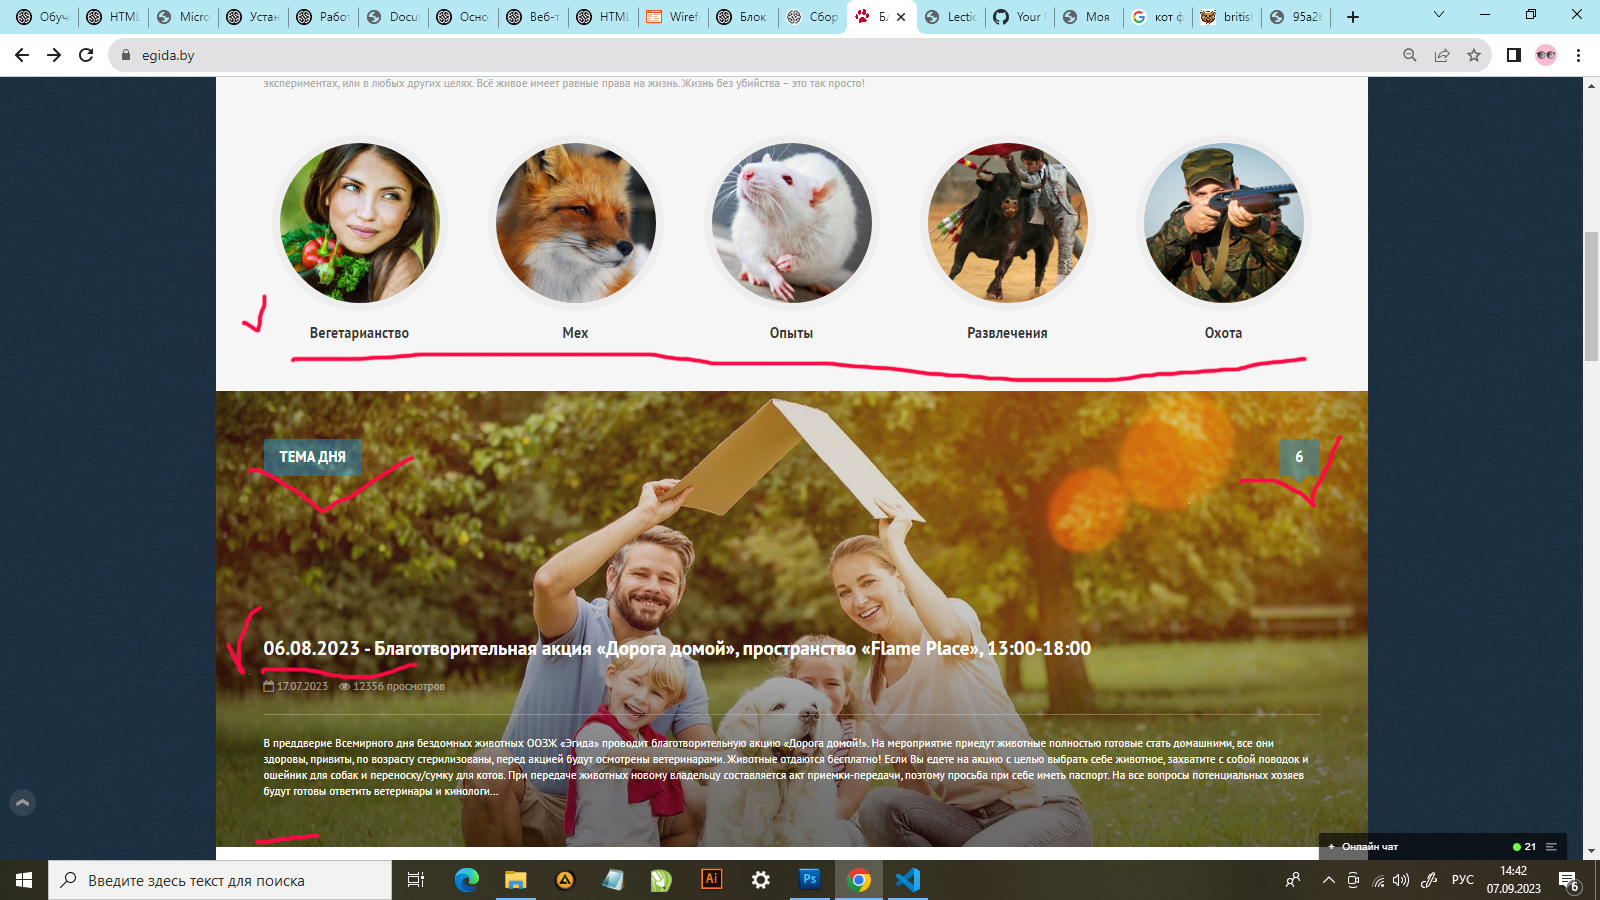 Обуч
HTML
Micro
Устан
Работ
Docu
Осно
Веб-т
HTML
Wiref
Блок
Сбор
Бл
Lectic
Your
Моя
кот ф
british
95a2b
egida.by
экспериментах, или в любых других целях. Всё живое имеет равные права на жизнь. Жизнь без убийства – это так просто!
Вегетарианство
Мех
Опыты
Развлечения
Охота
ТЕМА ДНЯ
6
06.08.2023 - Благотворительная акция «Дорога домой», пространство «Flame Place», 13:00-18:00
17.07.2023 12356 просмотров
В преддверие Всемирного дня бездомных животных ООЗЖ «Эгида» проводит благотворительную акцию «Дорога домой!». На мероприятие приедут животные полностью готовые стать домашними, все они
здоровы, привиты, по возрасту стерилизованы, перед акцией будут осмотрены ветеринарами. Животные отдаются бесплатно! Если Вы едете на акцию с целью выбрать себе животное, захватите с собой поводок и
ошейник для собак и переноску/сумку для котов. При передаче животных новому владельцу составляется акт приемки-передачи, поэтому просьба при себе иметь паспорт. На все вопросы потенциальных хозяев
будут готовы ответить ветеринары и кинологи...
+ Онлайн чат 21
Введите здесь текст для поиска
Ai
Ps
РУС
14:42
07.09.2023
6